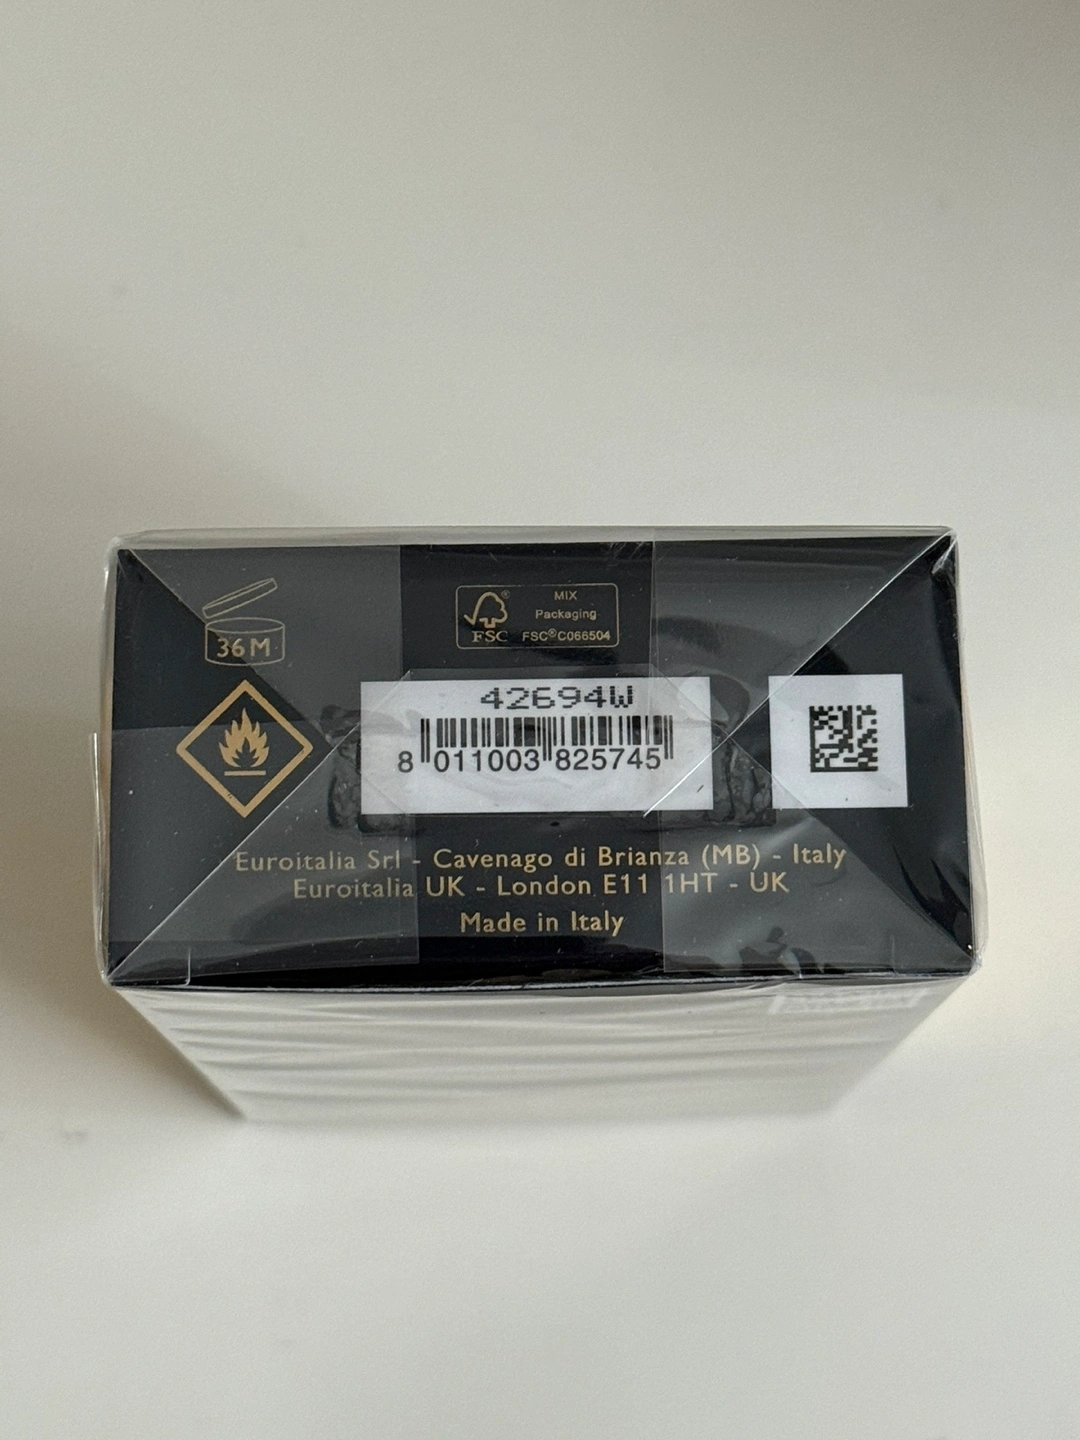 36M
FSC®
MIX
Packaging
FSC®C066504
42694W
8 011003 825745
Euroitalia Srl - Cavenago di Brianza (MB) - Italy
Euroitalia UK - London E11 1HT - UK
Made in Italy